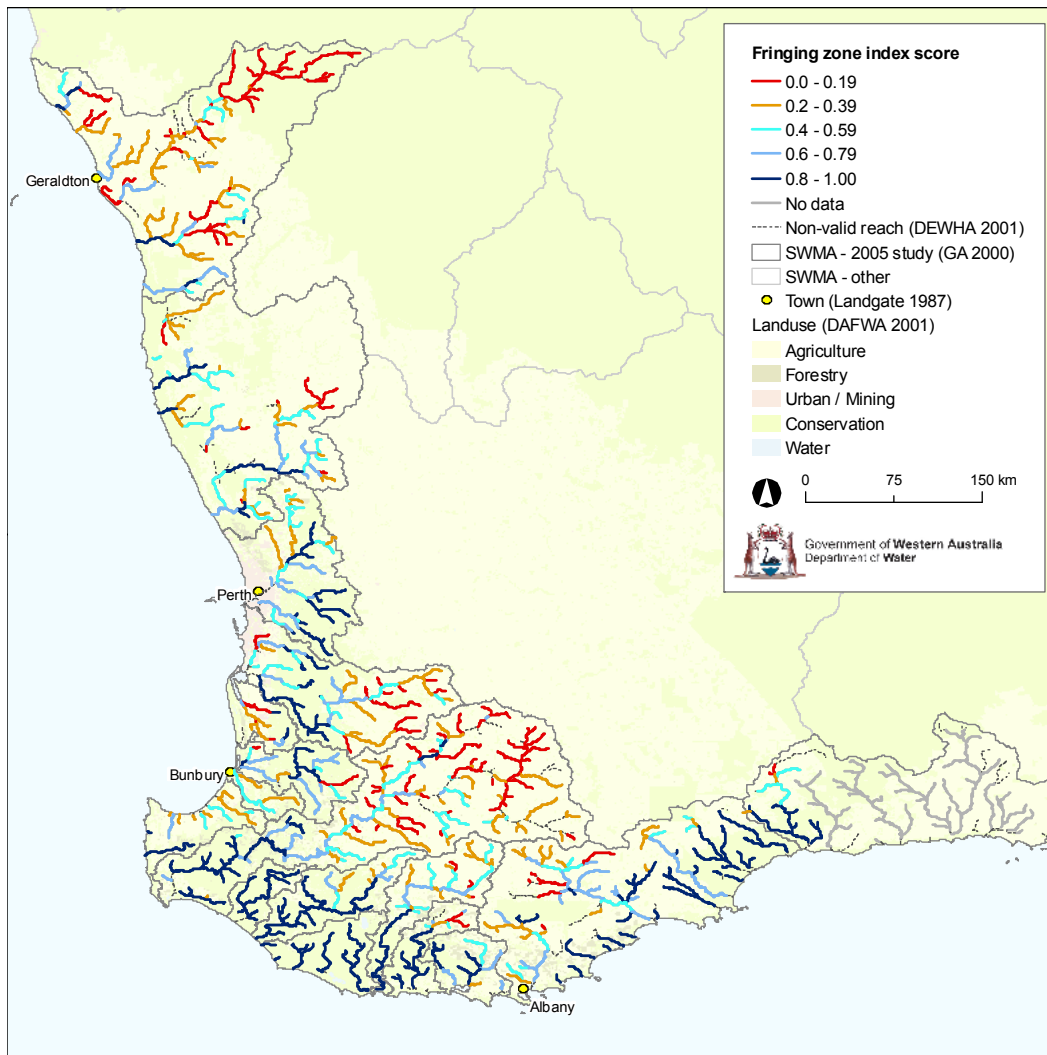 Fringing zone index score
0.0 - 0.19
0.2 - 0.39
0.4 - 0.59
0.6 - 0.79
0.8 - 1.00
No data
Non-valid reach (DEWHA 2001)
SWMA - 2005 study (GA 2000)
SWMA - other
Town (Landgate 1987)
Landuse (DAFWA 2001)
Agriculture
Forestry
Urban / Mining
Conservation
Water
0 75 150 km
Government of Western Australia
Department of Water
Geraldton
Perth
Bunbury
Albany